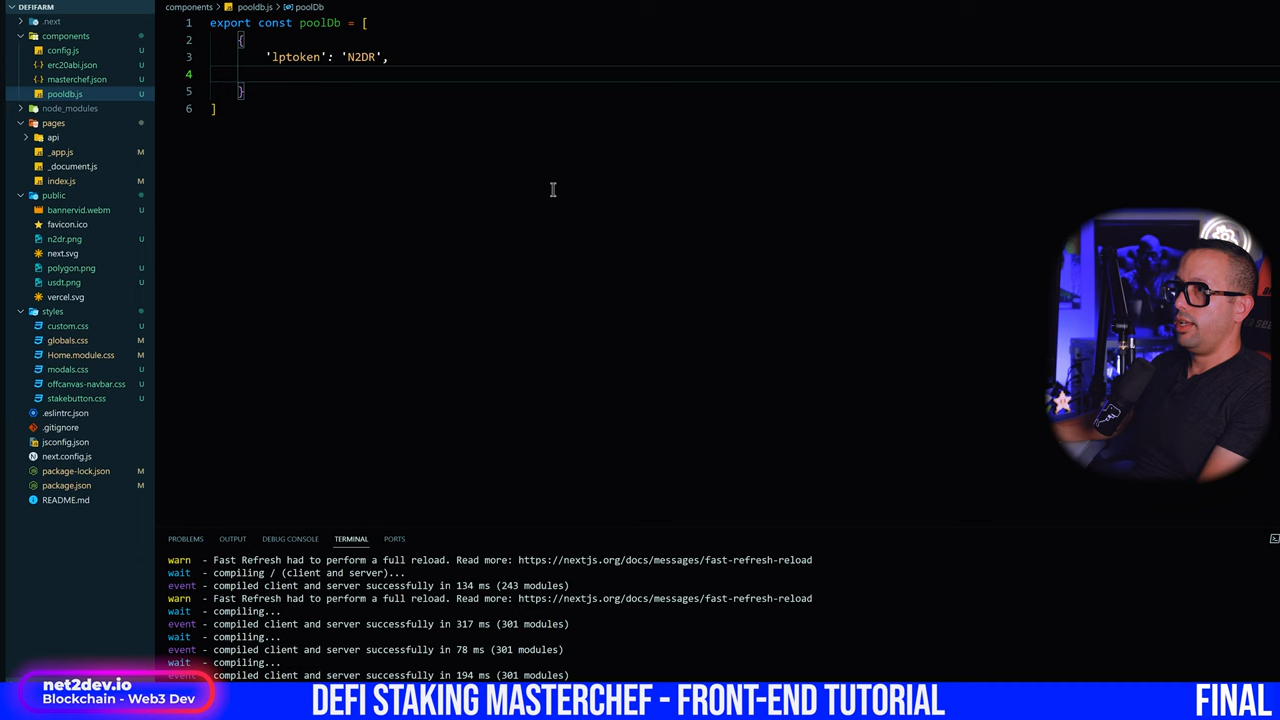 DEFIFARM
.next
components
config.js U
erc20abi.json U
masterchef.json U
pooldb.js U
node_modules
pages
api
_app.js M
_document.js
index.js M
public
bannervid.webm U
favicon.ico
n2dr.png U
next.svg
polygon.png U
usdt.png U
vercel.svg
styles
custom.css U
globals.css M
Home.module.css M
modals.css U
offcanvas-navbar.css U
stakebutton.css U
.eslintrc.json
.gitignore
jsconfig.json
next.config.js
package-lock.json M
package.json M
README.md
components > pooldb.js > poolDb
1 export const poolDb = [
2 {
3 'lptoken': 'N2DR',
4
5 }
6 ]
PROBLEMS OUTPUT DEBUG CONSOLE TERMINAL PORTS
warn - Fast Refresh had to perform a full reload. Read more: https://nextjs.org/docs/messages/fast-refresh-reload
wait - compiling / (client and server)...
event - compiled client and server successfully in 134 ms (243 modules)
warn - Fast Refresh had to perform a full reload. Read more: https://nextjs.org/docs/messages/fast-refresh-reload
wait - compiling...
event - compiled client and server successfully in 317 ms (301 modules)
wait - compiling...
event - compiled client and server successfully in 78 ms (301 modules)
wait - compiling...
event - compiled client and server successfully in 194 ms (301 modules)
net2dev.io
Blockchain - Web3 Dev
DEFI STAKING MASTERCHEF - FRONT-END TUTORIAL
FINAL